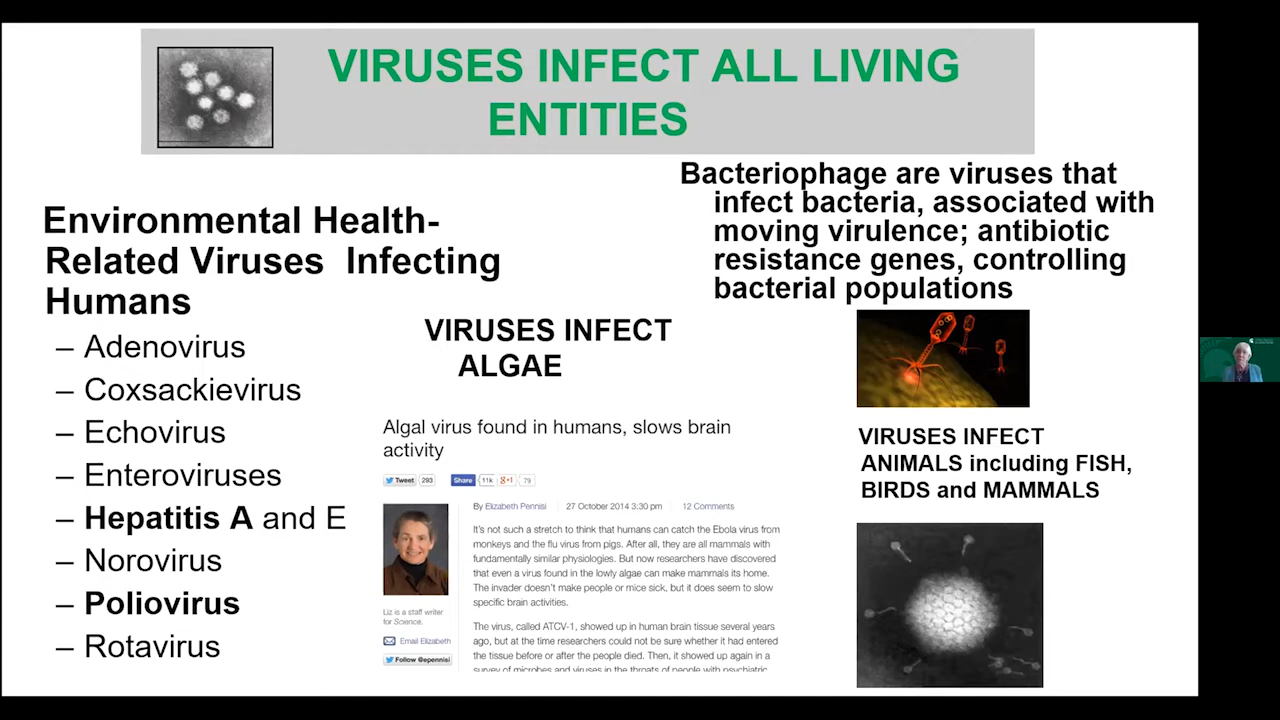 VIRUSES INFECT ALL LIVING
ENTITIES
Environmental Health-
Related Viruses Infecting
Humans
– Adenovirus
– Coxsackievirus
– Echovirus
– Enteroviruses
– Hepatitis A and E
– Norovirus
– Poliovirus
– Rotavirus
VIRUSES INFECT
ALGAE
Algal virus found in humans, slows brain
activity
Tweet 293 Share 11k +1 79
By Elizabeth Pennisi 27 October 2014 3:30 pm 12 Comments
It's not such a stretch to think that humans can catch the Ebola virus from
monkeys and the flu virus from pigs. After all, they are all mammals with
fundamentally similar physiologies. But now researchers have discovered
that even a virus found in the lowly algae can make mammals its home.
The invader doesn't make people or mice sick, but it does seem to slow
specific brain activities.
The virus, called ATCV-1, showed up in human brain tissue several years
ago, but at the time researchers could not be sure whether it had entered
the tissue before or after the people died. Then, it showed up again in a
survey of microbes and viruses in the throats of people with psychiatric
Liz is a staff writer
for Science.
Email Elizabeth
Follow @epennisi
Bacteriophage are viruses that
infect bacteria, associated with
moving virulence; antibiotic
resistance genes, controlling
bacterial populations
VIRUSES INFECT
ANIMALS including FISH,
BIRDS and MAMMALS